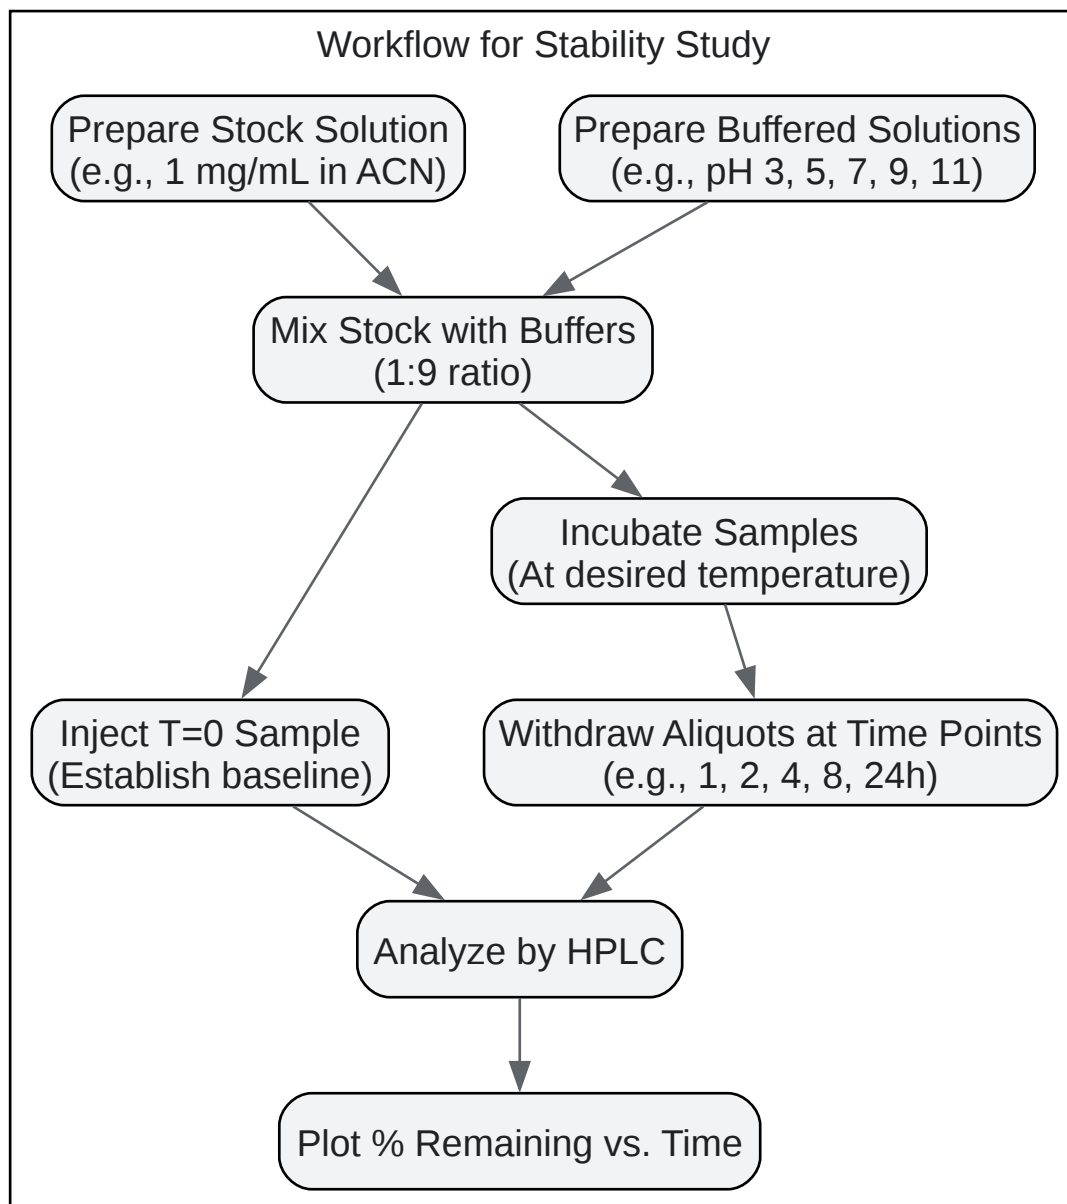 Workflow for Stability Study
Prepare Stock Solution
(e.g., 1 mg/mL in ACN)
Prepare Buffered Solutions
(e.g., pH 3, 5, 7, 9, 11)
Mix Stock with Buffers
(1:9 ratio)
Incubate Samples
(At desired temperature)
Inject T=0 Sample
(Establish baseline)
Withdraw Aliquots at Time Points
(e.g., 1, 2, 4, 8, 24h)
Analyze by HPLC
Plot % Remaining vs. Time